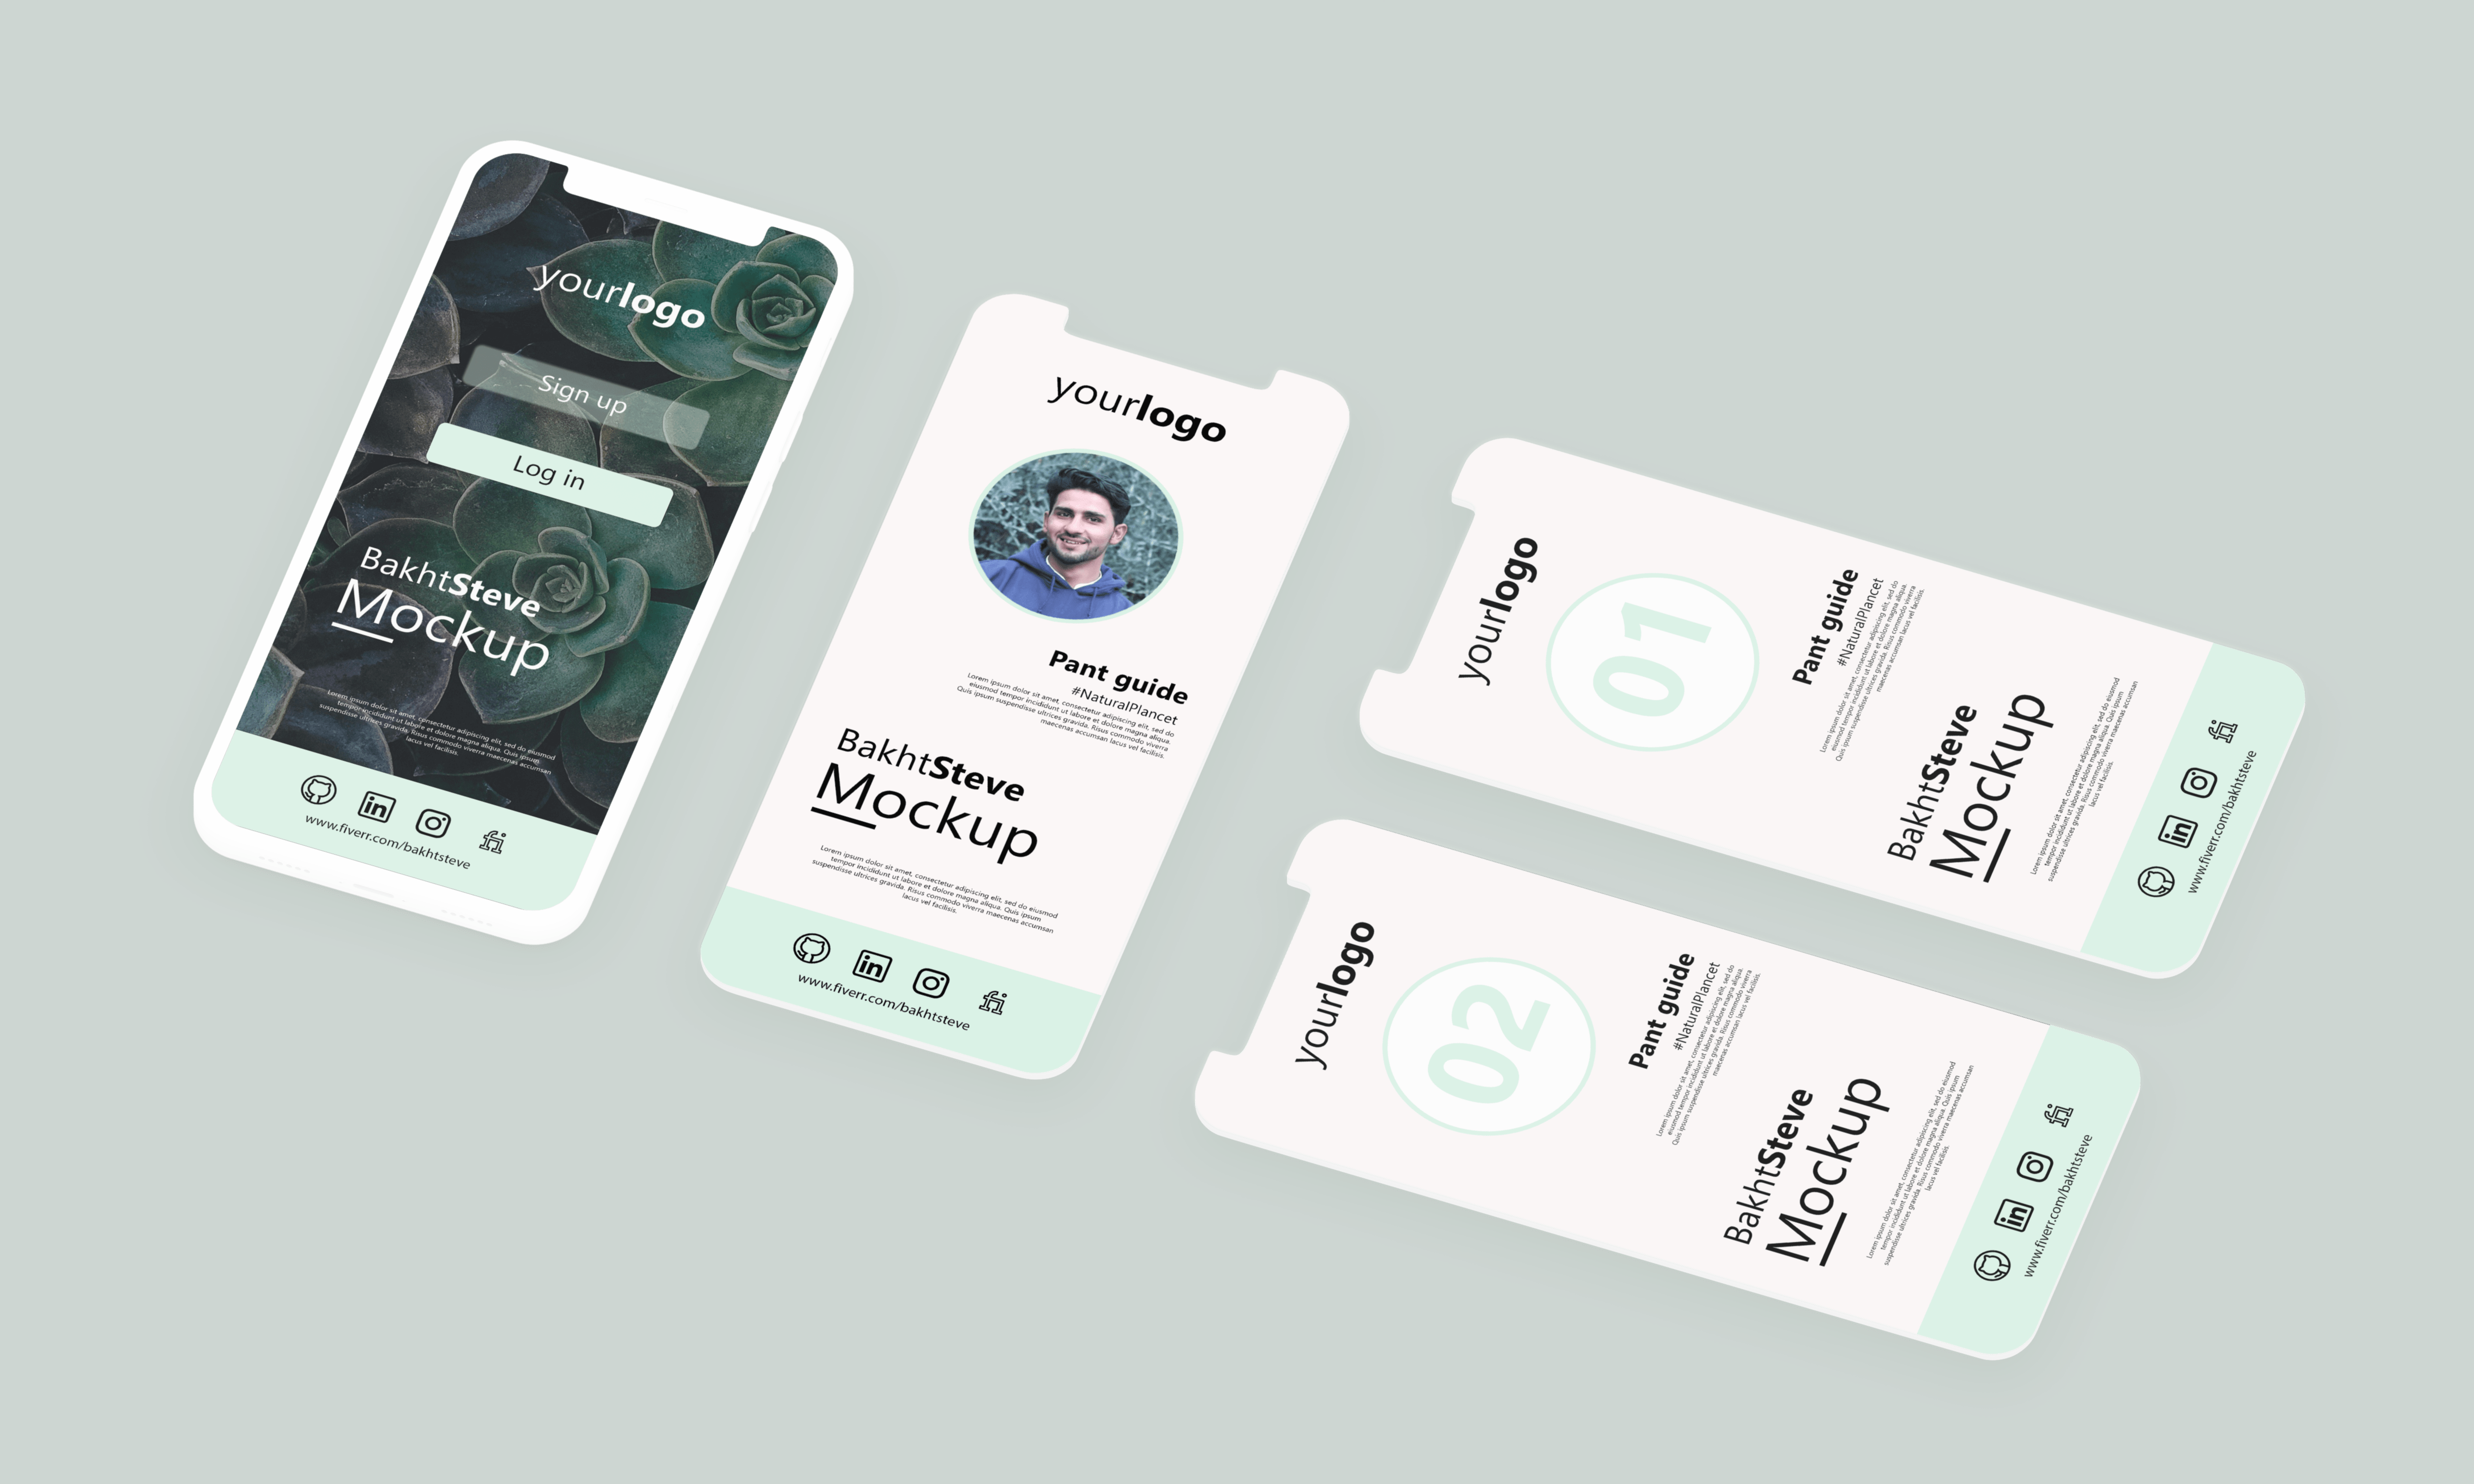 yourlogo
Sign up
Log in
BakhtSteve
Mockup
Lorem ipsum dolor sit amet, consectetur adipiscing elit, sed do eiusmod
tempor incididunt ut labore et dolore magna aliqua. Quis ipsum
suspendisse ultrices gravida. Risus commodo viverra maecenas accumsan
lacus vel facilisis.
in
fi
www.fiverr.com/bakhtsteve
yourlogo
Pant guide
#NaturalPlancet
Lorem ipsum dolor sit amet, consectetur adipiscing elit, sed do
eiusmod tempor incididunt ut labore et dolore magna aliqua.
Quis ipsum suspendisse ultrices gravida. Risus commodo viverra
maecenas accumsan lacus vel facilisis.
BakhtSteve
Mockup
Lorem ipsum dolor sit amet, consectetur adipiscing elit, sed do eiusmod
tempor incididunt ut labore et dolore magna aliqua. Quis ipsum
suspendisse ultrices gravida. Risus commodo viverra maecenas accumsan
lacus vel facilisis.
in
fi
www.fiverr.com/bakhtsteve
yourlogo
01
Pant guide
#NaturalPlancet
Lorem ipsum dolor sit amet, consectetur adipiscing elit, sed do
eiusmod tempor incididunt ut labore et dolore magna aliqua.
Quis ipsum suspendisse ultrices gravida. Risus commodo viverra
maecenas accumsan lacus vel facilisis.
BakhtSteve
Mockup
Lorem ipsum dolor sit amet, consectetur adipiscing elit, sed do eiusmod
tempor incididunt ut labore et dolore magna aliqua. Quis ipsum
suspendisse ultrices gravida. Risus commodo viverra maecenas accumsan
lacus vel facilisis.
in
fi
www.fiverr.com/bakhtsteve
yourlogo
02
Pant guide
#NaturalPlancet
Lorem ipsum dolor sit amet, consectetur adipiscing elit, sed do
eiusmod tempor incididunt ut labore et dolore magna aliqua.
Quis ipsum suspendisse ultrices gravida. Risus commodo viverra
maecenas accumsan lacus vel facilisis.
BakhtSteve
Mockup
Lorem ipsum dolor sit amet, consectetur adipiscing elit, sed do eiusmod
tempor incididunt ut labore et dolore magna aliqua. Quis ipsum
suspendisse ultrices gravida. Risus commodo viverra maecenas accumsan
lacus vel facilisis.
in
fi
www.fiverr.com/bakhtsteve